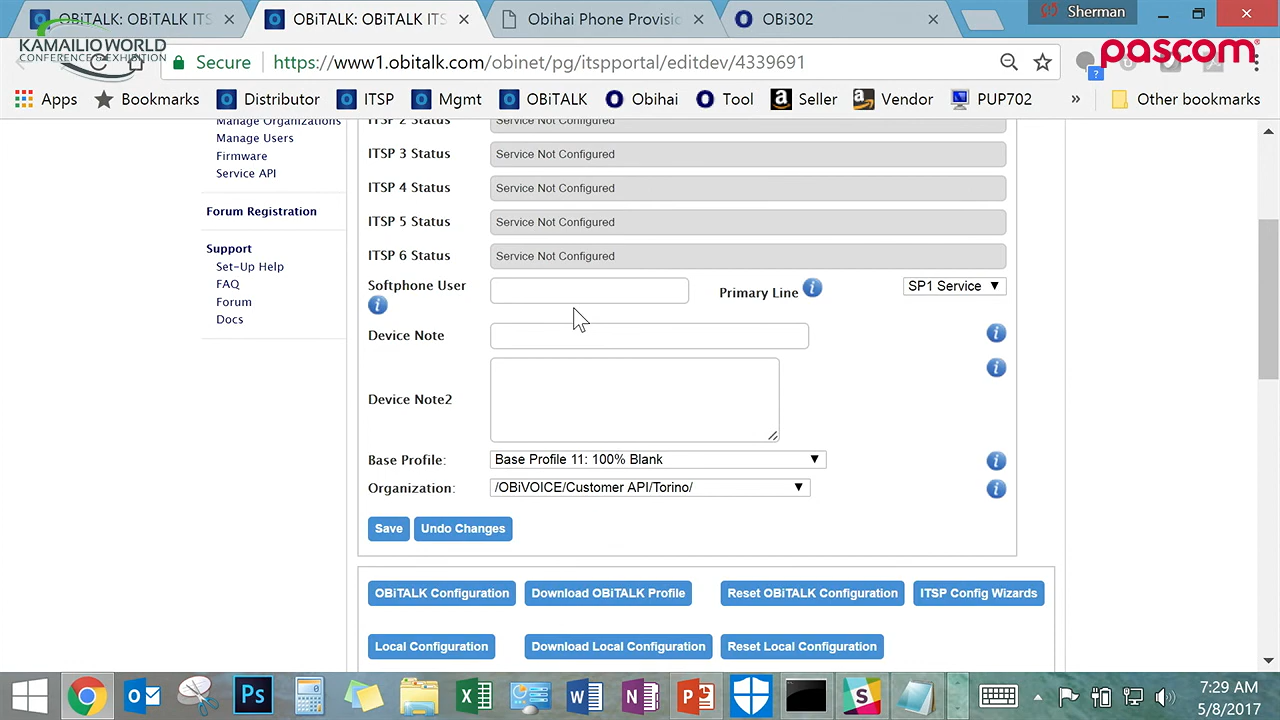 OBiTALK: OBiTALK ITS
OBiTALK: OBiTALK ITS
Obihai Phone Provisic
OBi302
Sherman
KAMAILIO WORLD
CONFERENCE & EXHIBITION
Secure
https://www1.obitalk.com/obinet/pg/itspportal/editdev/4339691
pascom
Apps
Bookmarks
Distributor
ITSP
Mgmt
OBiTALK
Obihai
Tool
Seller
Vendor
PUP702
»
Other bookmarks
Manage Organizations
Manage Users
Firmware
Service API
Forum Registration
Support
Set-Up Help
FAQ
Forum
Docs
ITSP 2 Status
Service Not Configured
ITSP 3 Status
Service Not Configured
ITSP 4 Status
Service Not Configured
ITSP 5 Status
Service Not Configured
ITSP 6 Status
Service Not Configured
Softphone User
Primary Line
SP1 Service
Device Note
Device Note2
Base Profile:
Base Profile 11: 100% Blank
Organization:
/OBiVOICE/Customer API/Torino/
Save
Undo Changes
OBiTALK Configuration
Download OBiTALK Profile
Reset OBiTALK Configuration
ITSP Config Wizards
Local Configuration
Download Local Configuration
Reset Local Configuration
7:29 AM
5/8/2017